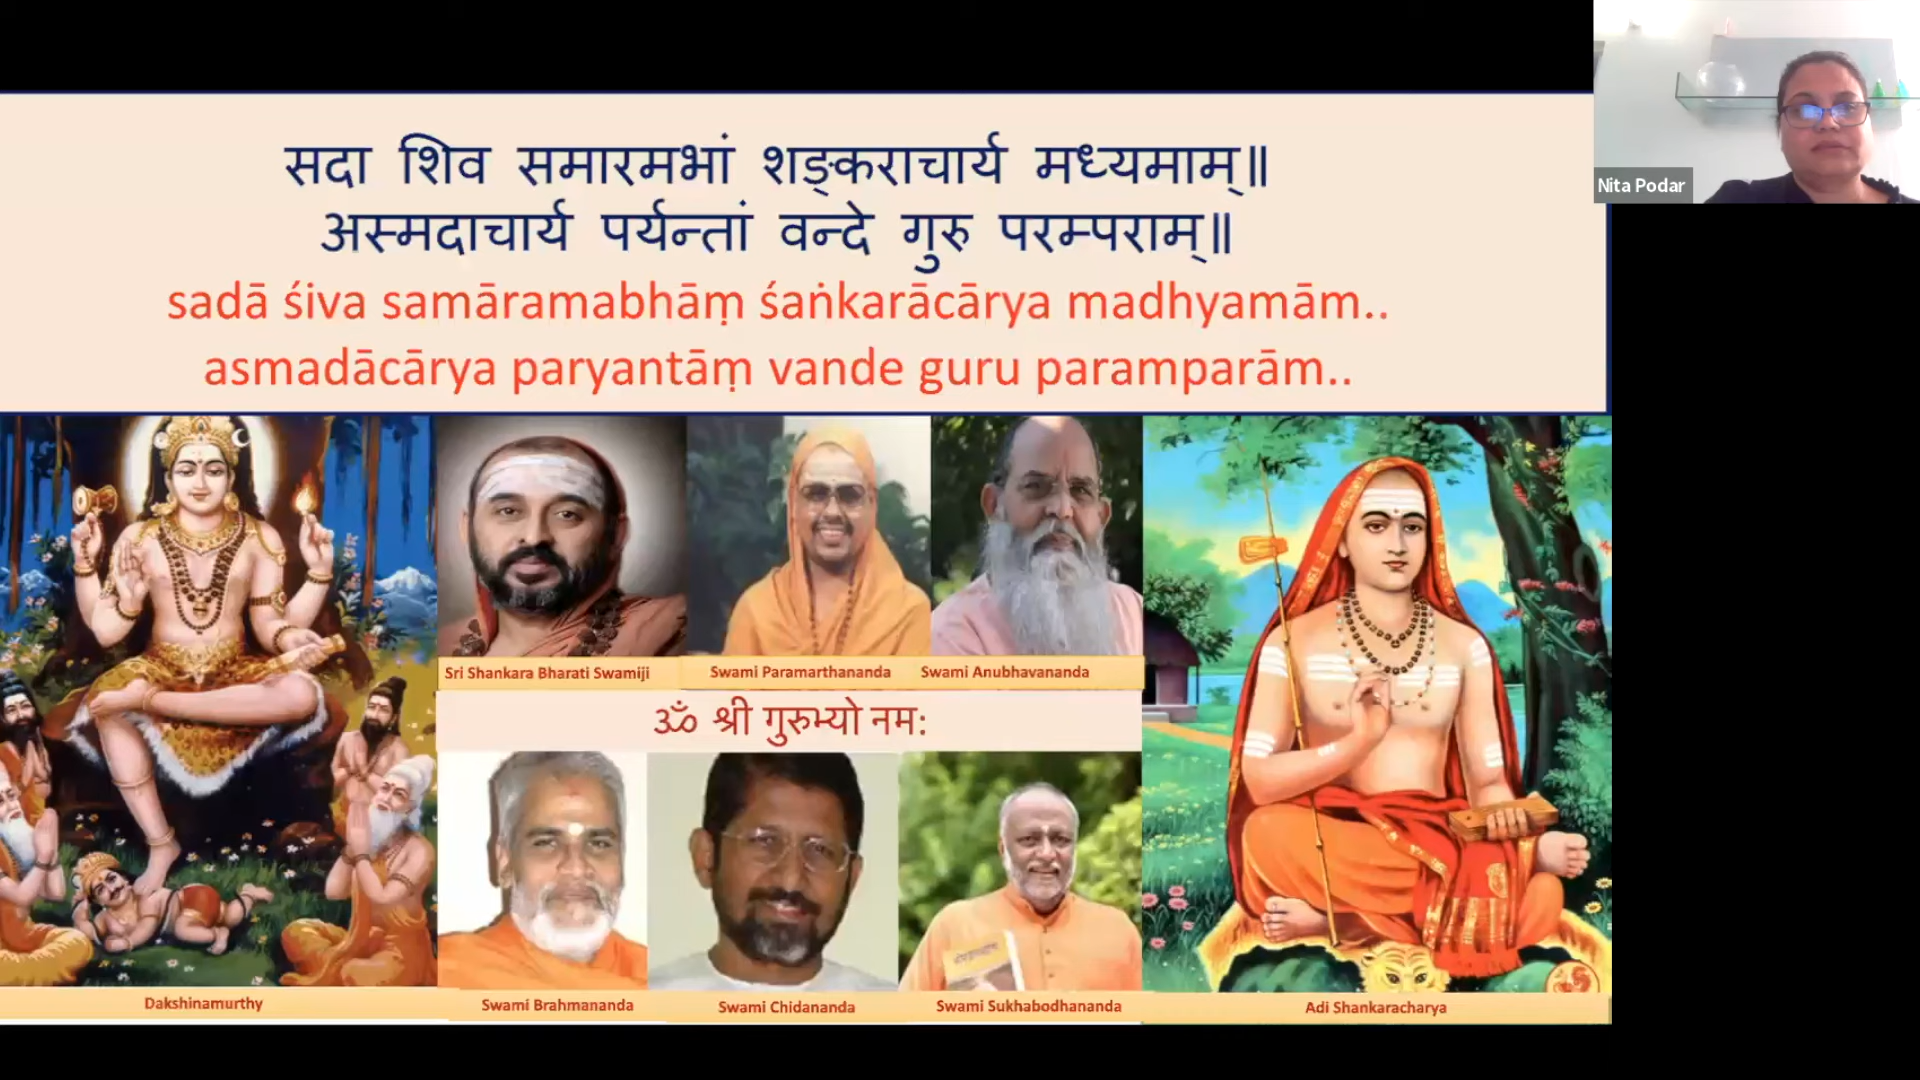 सदा शिव समारमभां शङ्कराचार्य मध्यमाम्॥
अस्मदाचार्य पर्यन्तां वन्दे गुरु परम्पराम्॥
sadā śiva samāramabhāṃ śaṅkarācārya madhyamām..
asmadācārya paryantāṃ vande guru paramparām..
Nita Podar
Sri Shankara Bharati Swamiji
Swami Paramarthananda
Swami Anubhavananda
ॐ श्री गुरुभ्यो नम:
Dakshinamurthy
Swami Brahmananda
Swami Chidananda
Swami Sukhabodhananda
Adi Shankaracharya